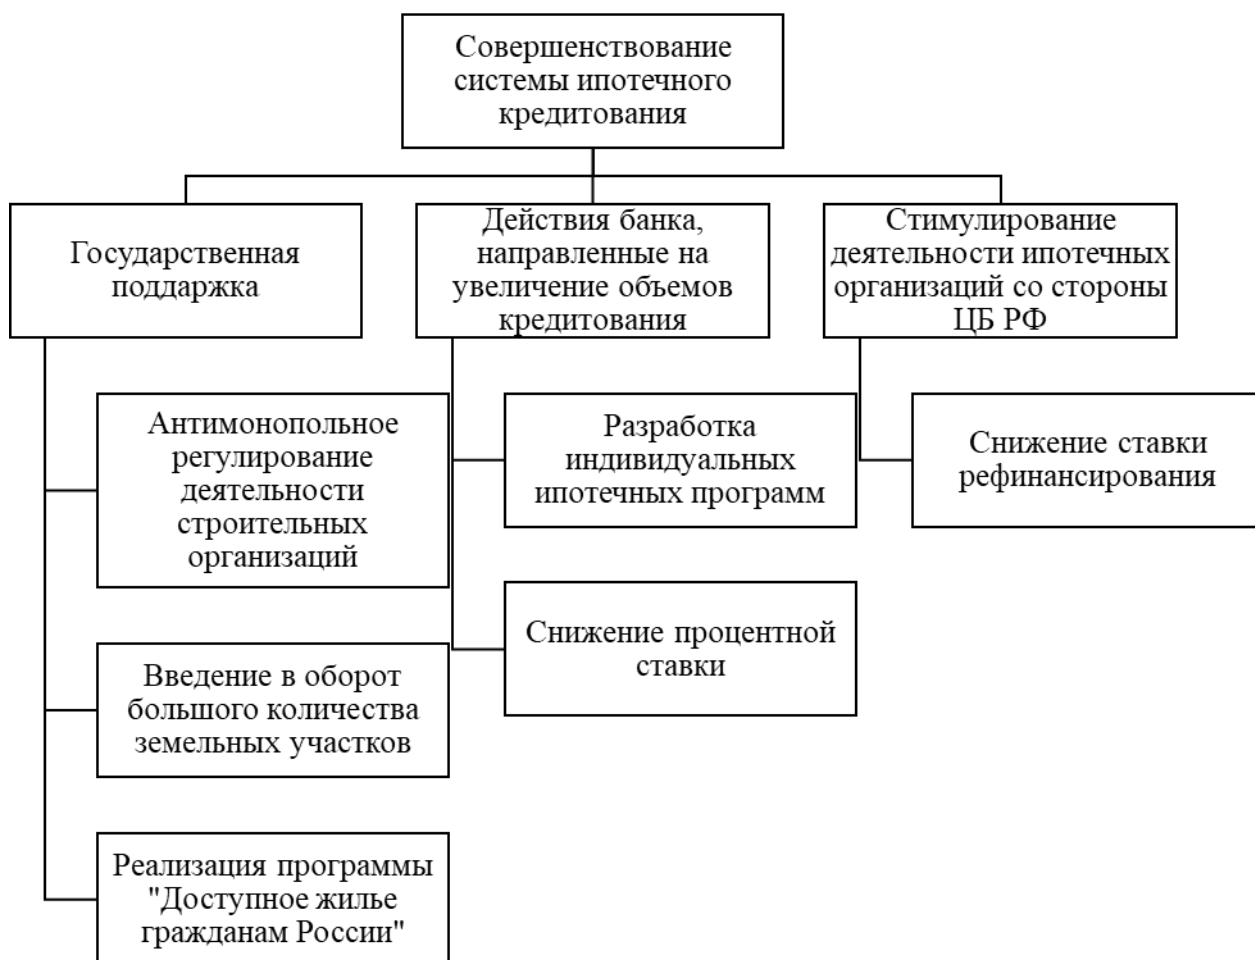 Совершенствование
системы ипотечного
кредитования
Государственная
поддаржка
Действия банка,
направленные на
увеличение объемов
кредитования
Стимулирование
деятельности ипотечных
организаций со стороны
ЦБ РФ
Антимонопольное
регулирование
деятельности
строительных
организаций
Введение в оборот
большого количества
земельных участков
Реализация программы
"Доступное жилье
гражданам России"
Разработка
индивидуальных
ипотечных программ
Снижение процентной
ставки
Снижение ставки
рефинансирования